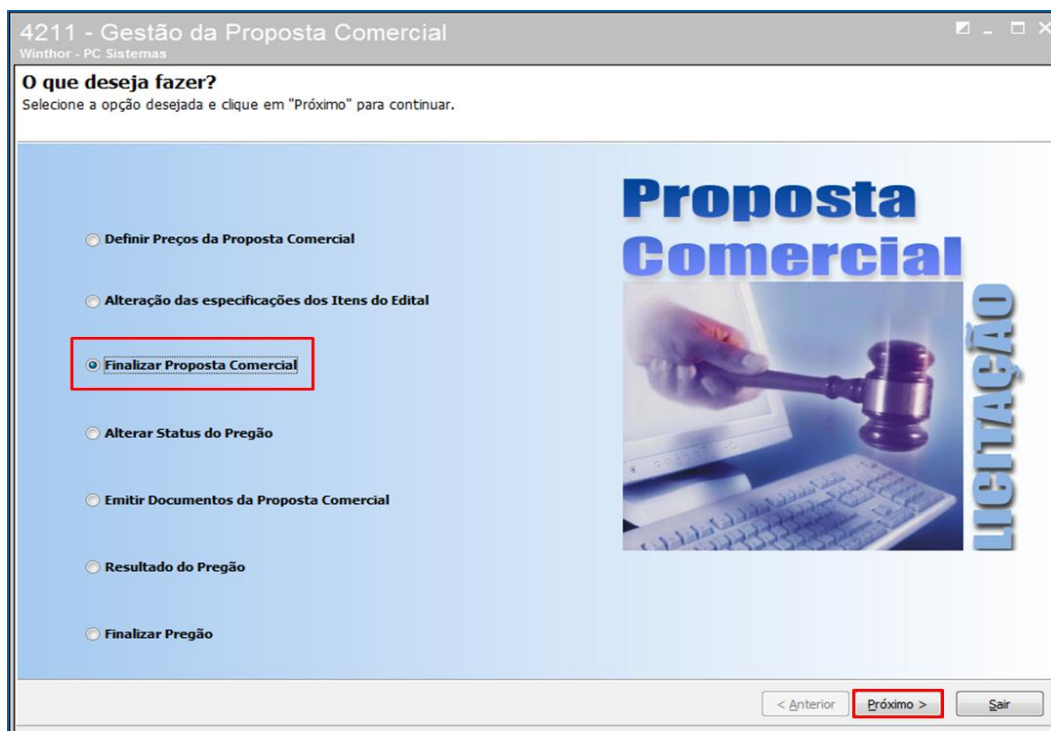 4211 - Gestão da Proposta Comercial
Winthor - PC Sistemas
O que deseja fazer?
Selecione a opção desejada e clique em "Próximo" para continuar.
Definir Preços da Proposta Comercial
Alteração das especificações dos Itens do Edital
Finalizar Proposta Comercial
Alterar Status do Pregão
Emitir Documentos da Proposta Comercial
Resultado do Pregão
Finalizar Pregão
Proposta
Comercial
LICITAÇÃO
< Anterior
Próximo >
Sair